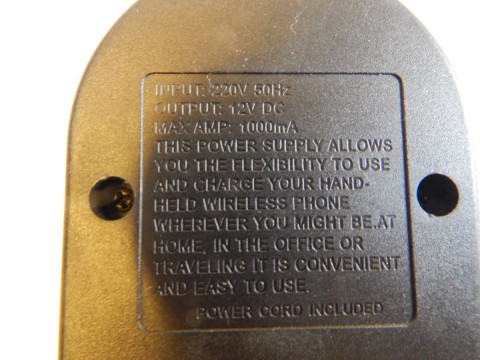 INPUT: 220V 50Hz
OUTPUT: 12V DC
MAX AMP: 1000mA
THIS POWER SUPPLY ALLOWS
YOU THE FLEXIBILITY TO USE
AND CHARGE YOUR HAND-
HELD WIRELESS PHONE
WHEREVER YOU MIGHT BE.AT
HOME, IN THE OFFICE OR
TRAVELING IT IS CONVENIENT
AND EASY TO USE.
POWER CORD INCLUDED